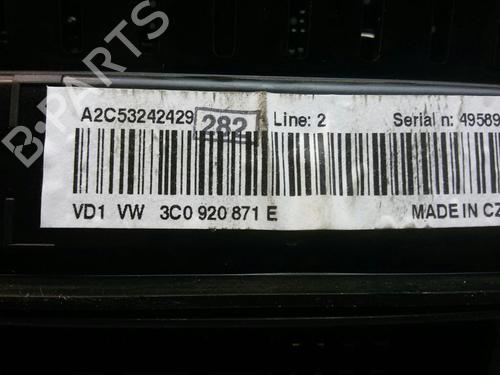 B-PARTS
A2C53242429 282 Line: 2 Serial n: 49589
VD1 VW 3C0 920 871 E MADE IN CZ